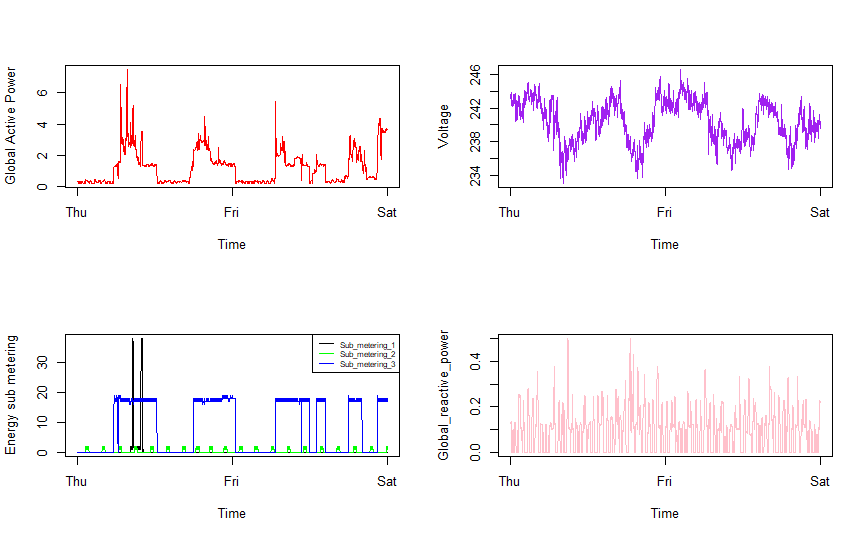 Global Active Power
0 2 4 6
Thu Fri Sat
Time
Voltage
234 238 242 246
Thu Fri Sat
Time
Energy sub metering
0 10 20 30
Sub_metering_1
Sub_metering_2
Sub_metering_3
Thu Fri Sat
Time
Global_reactive_power
0.0 0.2 0.4
Thu Fri Sat
Time